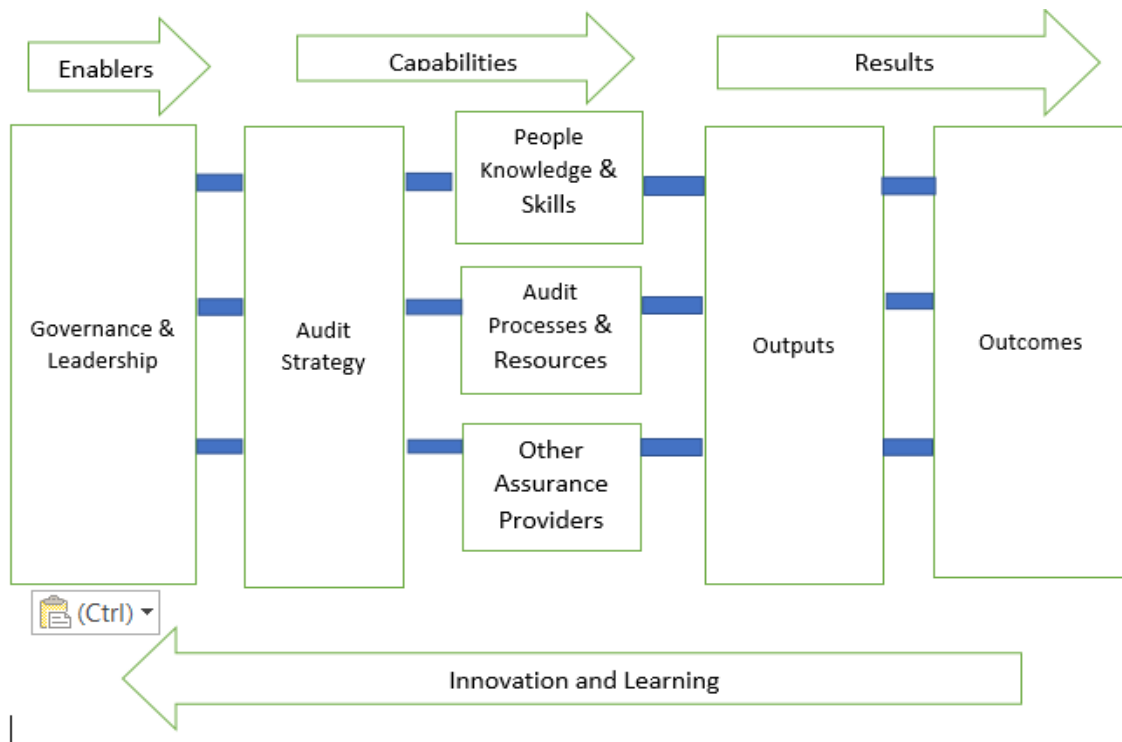 Enablers
Capabilities
Results
Governance &
Leadership
Audit
Strategy
People
Knowledge &
Skills
Audit
Processes &
Resources
Other
Assurance
Providers
Outputs
Outcomes
(Ctrl)
Innovation and Learning